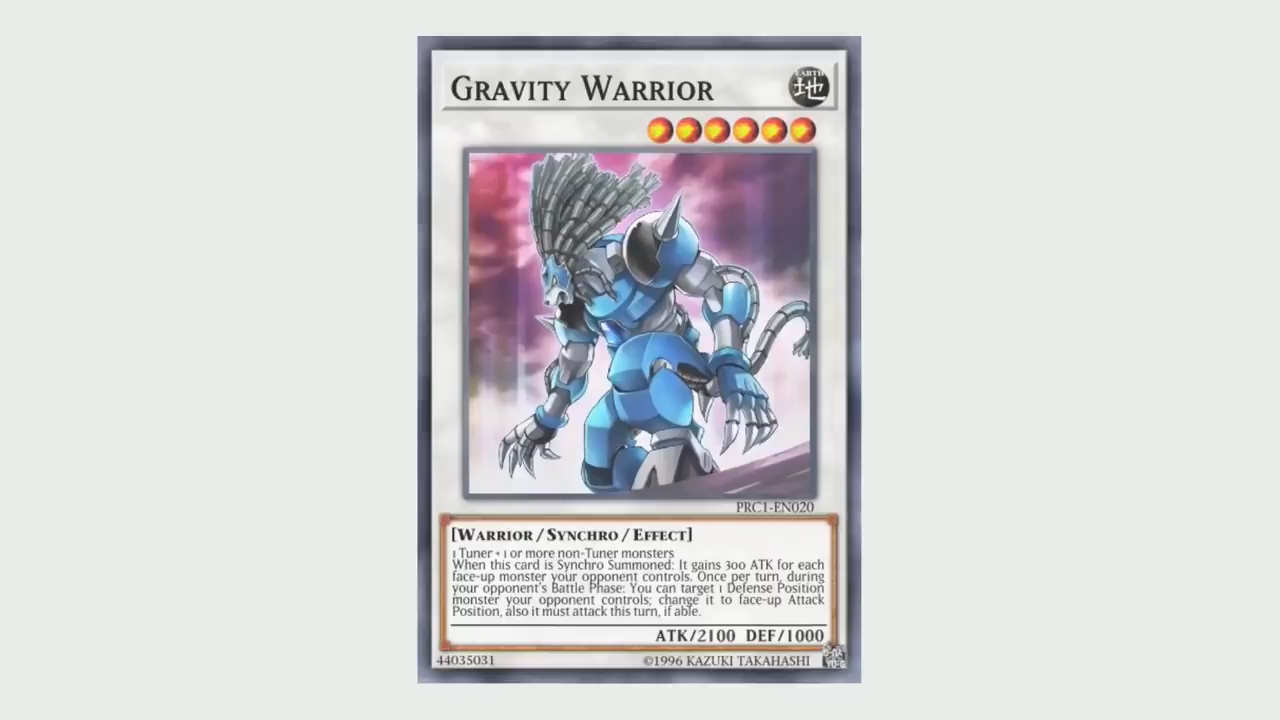 GRAVITY WARRIOR
EARTH
地
PRC1-EN020
[WARRIOR / SYNCHRO / EFFECT]
1 Tuner + 1 or more non-Tuner monsters
When this card is Synchro Summoned: It gains 300 ATK for each
face-up monster your opponent controls. Once per turn, during
your opponent's Battle Phase: You can target 1 Defense Position
monster your opponent controls; change it to face-up Attack
Position, also it must attack this turn, if able.
ATK/2100 DEF/1000
44035031
©1996 KAZUKI TAKAHASHI